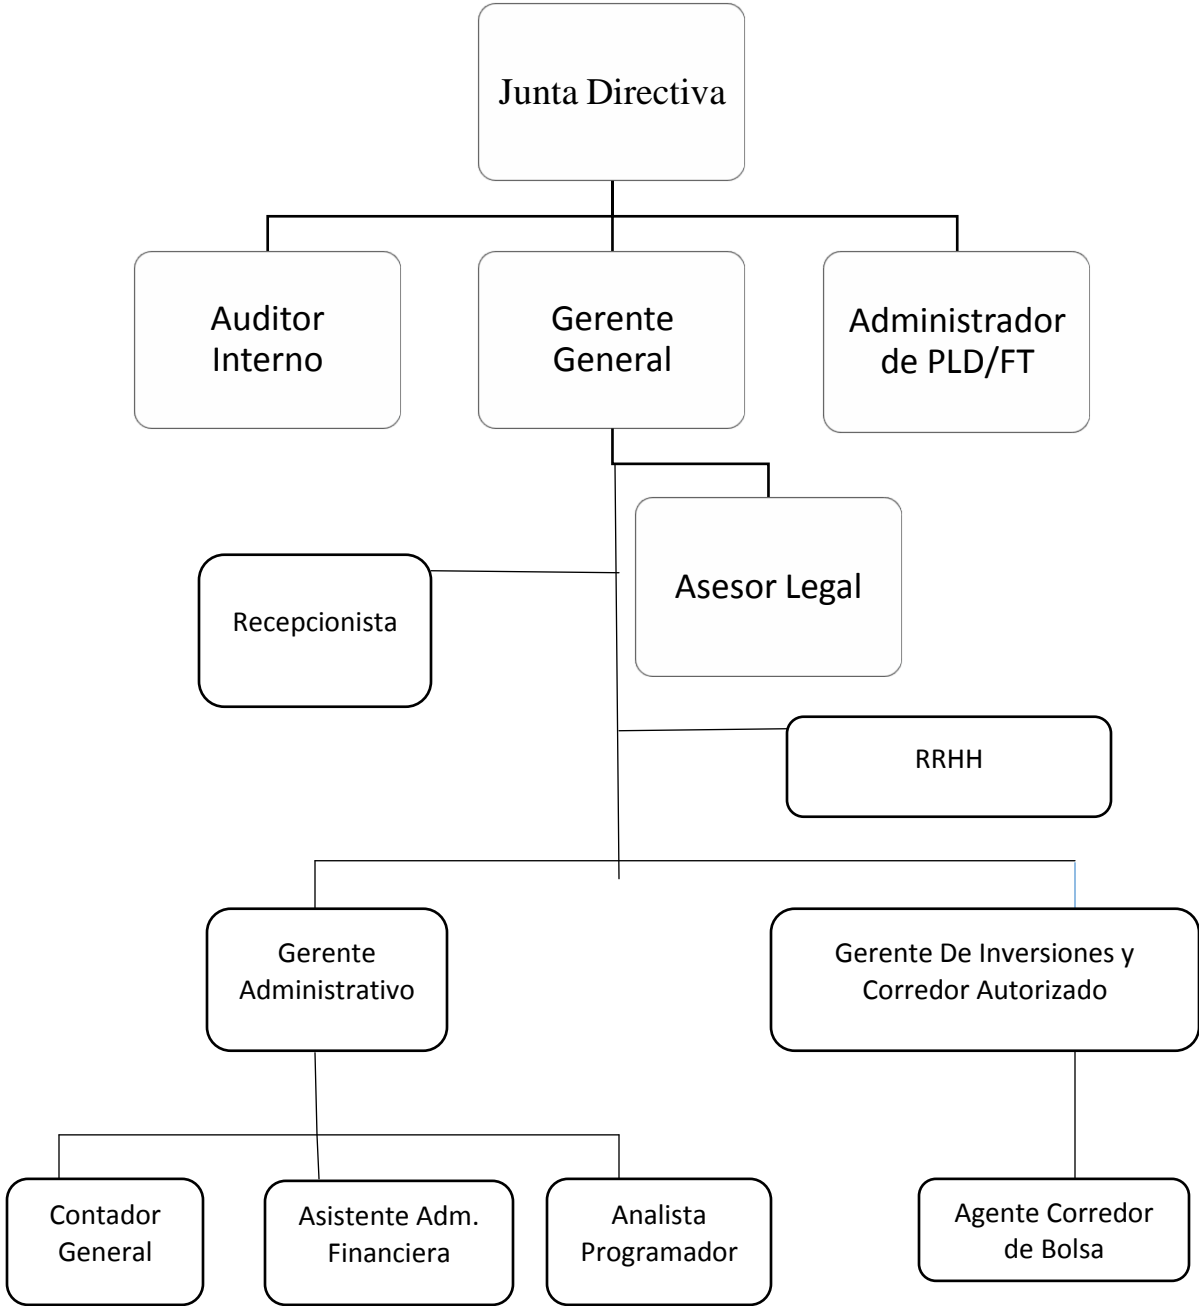 Junta Directiva
Auditor
Interno
Gerente
General
Administrador
de PLD/FT
Asesor Legal
Recepcionista
RRHH
Gerente
Administrativo
Gerente De Inversiones y
Corredor Autorizado
Contador
General
Asistente Adm.
Financiera
Analista
Programador
Agente Corredor
de Bolsa